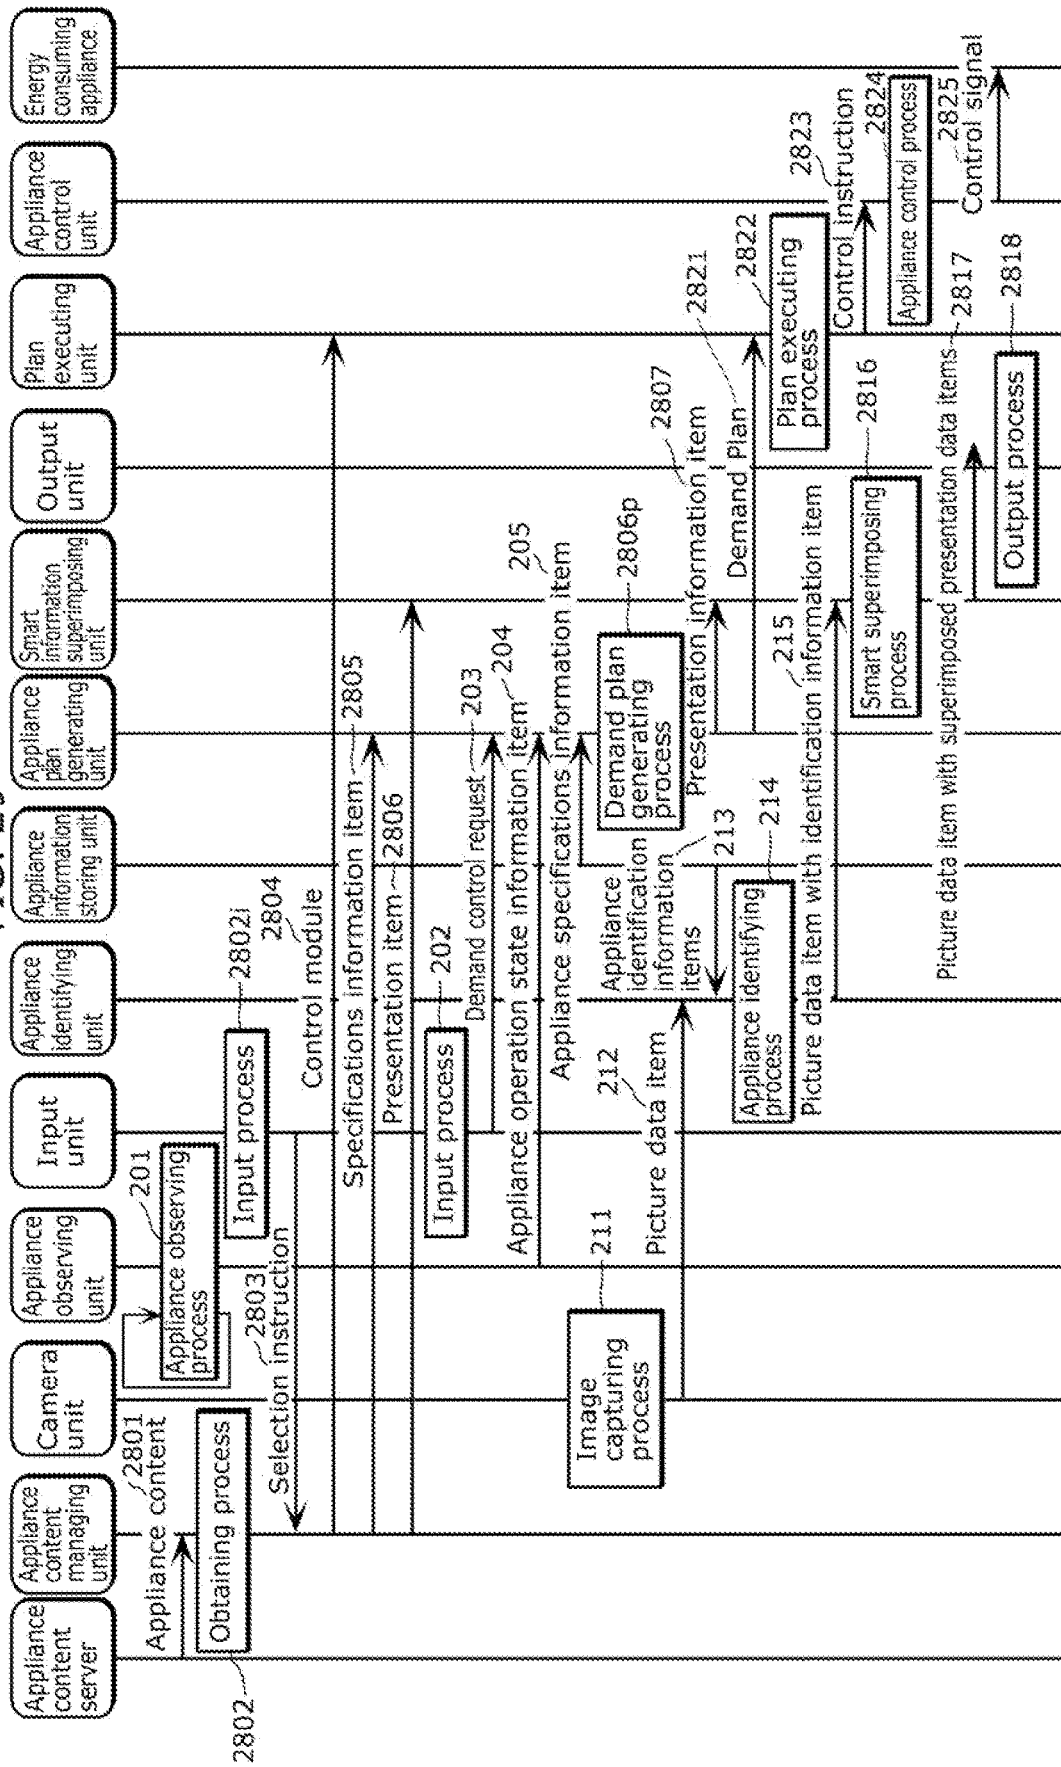 Appliance
content
server
Appliance
content
managing
unit
Camera
unit
Appliance
observing
unit
Input
unit
Appliance
identifying
unit
Appliance
information
storing unit
Appliance
plan
generating
unit
Smart
information
superimposing
unit
Output
unit
Plan
executing
unit
Appliance
control
unit
Energy
consuming
appliance
2801
Appliance content
2802
Obtaining process
201
Appliance observing
process
2802i
Input process
2803
Selection instruction
2804
Control module
Specifications information item
2805
Presentation item
2806
202
Input process
Demand control request
203
Appliance operation state information item
204
Appliance specifications information item
205
211
Image
capturing
process
2806p
Demand plan
generating
process
212
Picture data item
Appliance
identification
information
items
213
Presentation information item
2807
Demand Plan
2821
214
Appliance identifying
process
2822
Plan executing
process
Picture data item with identification information item
215
Control instruction
2823
Smart superimposing
process
2816
2824
Appliance control process
Picture data item with superimposed presentation data items
2817
2825
Control signal
Output process
2818